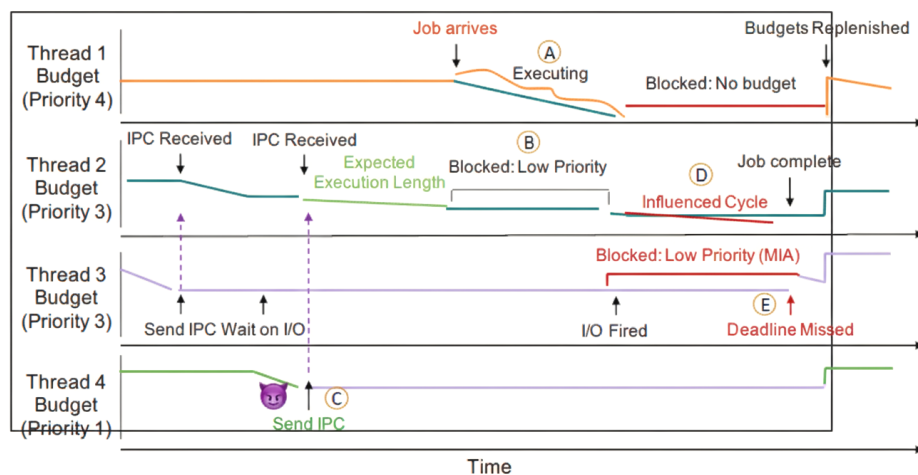 Thread 1
Budget
(Priority 4)
Job arrives
A
Executing
Blocked: No budget
Budgets Replenished
Thread 2
Budget
(Priority 3)
IPC Received
IPC Received
Expected
Execution Length
B
Blocked: Low Priority
D
Influenced Cycle
Job complete
Thread 3
Budget
(Priority 3)
Send IPC
Wait on I/O
Blocked: Low Priority (MIA)
I/O Fired
E
Deadline Missed
Thread 4
Budget
(Priority 1)
C
Send IPC
Time